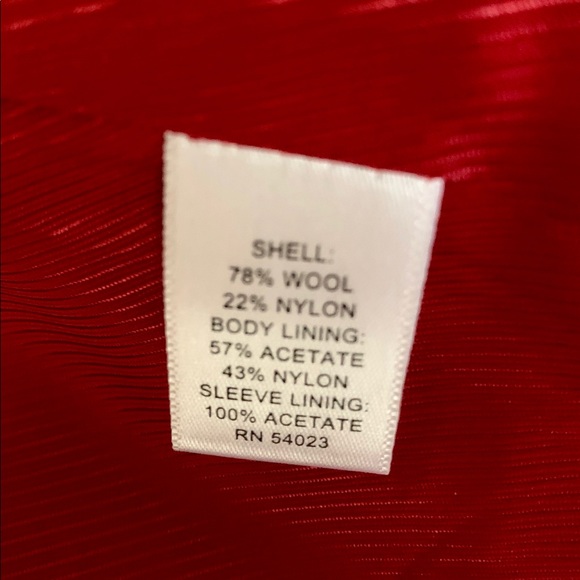 SHELL:
78% WOOL
22% NYLON
BODY LINING:
57% ACETATE
43% NYLON
SLEEVE LINING:
100% ACETATE
RN 54023